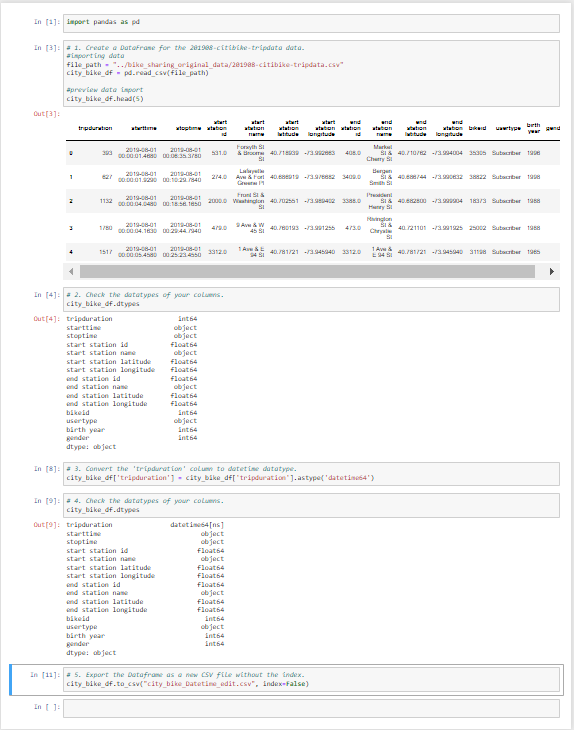 In [1]: import pandas as pd
In [3]: # 1. Create a DataFrame for the 201908-citibike-tripdata data.
#importing data
file_path = "../bike_sharing_original_data/201908-citibike-tripdata.csv"
city_bike_df = pd.read_csv(file_path)
#preview data import
city_bike_df.head(5)
Out[3]:
tripduration starttime stoptime start station id start station name start station latitude start station longitude end station id end station name end station latitude end station longitude bikeid usertype birth year gend
0 393 2019-08-01 00:00:01.4680 2019-08-01 00:06:35.3780 531.0 Forsyth St & Broome St 40.718939 -73.992663 408.0 Market St & Cherry St 40.710762 -73.994004 35305 Subscriber 1996
1 627 2019-08-01 00:00:01.9290 2019-08-01 00:10:29.7840 274.0 Lafayette Ave & Fort Greene Pl 40.686919 -73.976682 3409.0 Bergen St & Smith St 40.686744 -73.990632 38822 Subscriber 1998
2 1132 2019-08-01 00:00:04.0480 2019-08-01 00:18:56.1650 2000.0 Front St & Washington St 40.702551 -73.989402 3388.0 President St & Henry St 40.682800 -73.999904 18373 Subscriber 1988
3 1780 2019-08-01 00:00:04.1630 2019-08-01 00:29:44.7940 479.0 9 Ave & W 45 St 40.760193 -73.991255 473.0 Rivington St & Chrystie St 40.721101 -73.991925 25002 Subscriber 1988
4 1517 2019-08-01 00:00:05.4580 2019-08-01 00:25:23.4550 3312.0 1 Ave & E 94 St 40.781721 -73.945940 3312.0 1 Ave & E 94 St 40.781721 -73.945940 31198 Subscriber 1965
In [4]: # 2. Check the datatypes of your columns.
city_bike_df.dtypes
Out[4]: tripduration int64
starttime object
stoptime object
start station id float64
start station name object
start station latitude float64
start station longitude float64
end station id float64
end station name object
end station latitude float64
end station longitude float64
bikeid int64
usertype object
birth year int64
gender int64
dtype: object
In [8]: # 3. Convert the 'tripduration' column to datetime datatype.
city_bike_df['tripduration'] = city_bike_df['tripduration'].astype('datetime64')
In [9]: # 4. Check the datatypes of your columns.
city_bike_df.dtypes
Out[9]: tripduration datetime64[ns]
starttime object
stoptime object
start station id float64
start station name object
start station latitude float64
start station longitude float64
end station id float64
end station name object
end station latitude float64
end station longitude float64
bikeid int64
usertype object
birth year int64
gender int64
dtype: object
In [11]: # 5. Export the Dataframe as a new CSV file without the index.
city_bike_df.to_csv("city_bike_Datetime_edit.csv", index=False)
In [ ]: